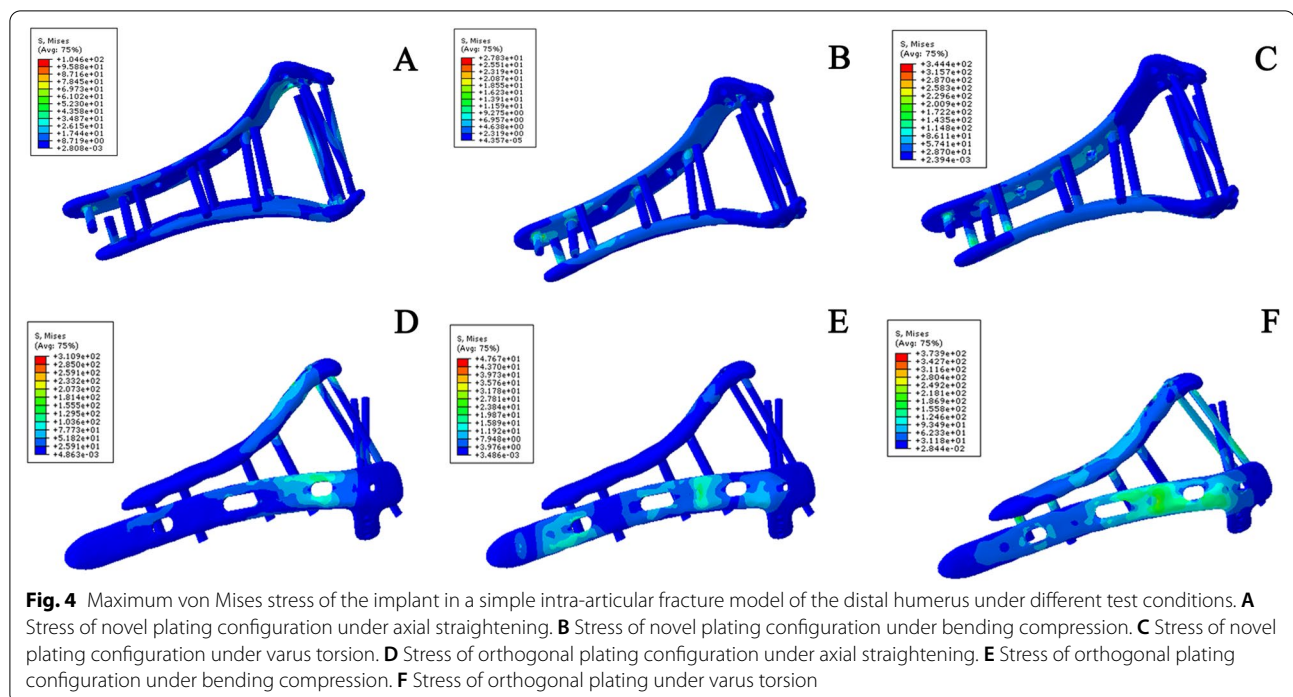 S, Mises
(Avg: 75%)
+1.046e+02
+9.588e+01
+8.716e+01
+7.845e+01
+6.973e+01
+6.102e+01
+5.230e+01
+4.358e+01
+3.487e+01
+2.615e+01
+1.744e+01
+8.719e+00
+2.808e-03
A
S, Mises
(Avg: 75%)
+2.783e+01
+2.551e+01
+2.319e+01
+2.087e+01
+1.855e+01
+1.623e+01
+1.391e+01
+1.159e+01
+9.275e+00
+6.957e+00
+4.638e+00
+2.319e+00
+4.357e-05
B
S, Mises
(Avg: 75%)
+3.444e+02
+3.157e+02
+2.870e+02
+2.583e+02
+2.296e+02
+2.009e+02
+1.722e+02
+1.435e+02
+1.148e+02
+8.611e+01
+5.741e+01
+2.870e+01
+2.394e-03
C
S, Mises
(Avg: 75%)
+3.109e+02
+2.850e+02
+2.591e+02
+2.332e+02
+2.073e+02
+1.814e+02
+1.555e+02
+1.295e+02
+1.036e+02
+7.773e+01
+5.182e+01
+2.591e+01
+4.863e-03
D
S, Mises
(Avg: 75%)
+4.767e+01
+4.370e+01
+3.973e+01
+3.576e+01
+3.178e+01
+2.781e+01
+2.384e+01
+1.987e+01
+1.589e+01
+1.192e+01
+7.948e+00
+3.976e+00
+3.486e-03
E
S, Mises
(Avg: 75%)
+3.739e+02
+3.427e+02
+3.116e+02
+2.804e+02
+2.492e+02
+2.181e+02
+1.869e+02
+1.558e+02
+1.246e+02
+9.349e+01
+6.233e+01
+3.118e+01
+2.844e-02
F
Fig. 4 Maximum von Mises stress of the implant in a simple intra-articular fracture model of the distal humerus under different test conditions. A
Stress of novel plating configuration under axial straightening. B Stress of novel plating configuration under bending compression. C Stress of novel
plating configuration under varus torsion. D Stress of orthogonal plating configuration under axial straightening. E Stress of orthogonal plating
configuration under bending compression. F Stress of orthogonal plating under varus torsion